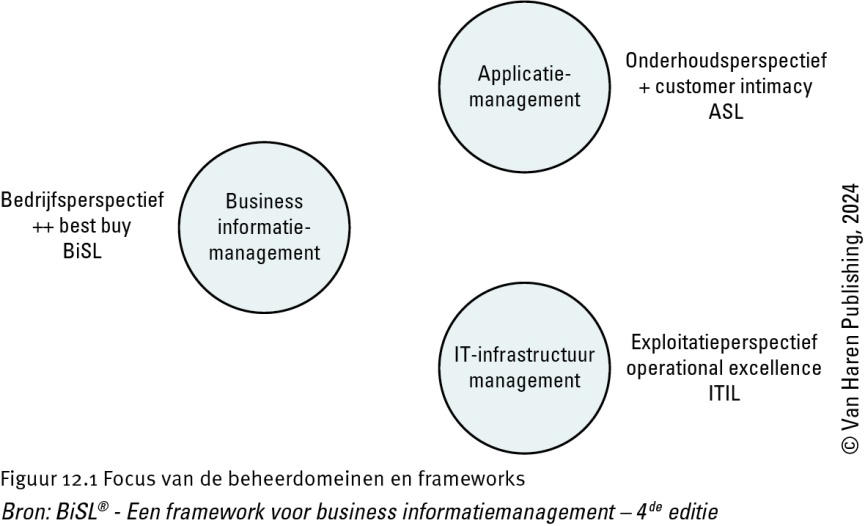 Applicatie-
management
Onderhoudsperspectief
+ customer intimacy
ASL
Bedrijfsperspectief
++ best buy
BiSL
Business
informatie-
management
IT-infrastructuur
management
Exploitatieperspectief
operational excellence
ITIL
© Van Haren Publishing, 2024
Figuur 12.1 Focus van de beheerdomeinen en frameworks
Bron: BiSL® - Een framework voor business informatiemanagement – 4de editie